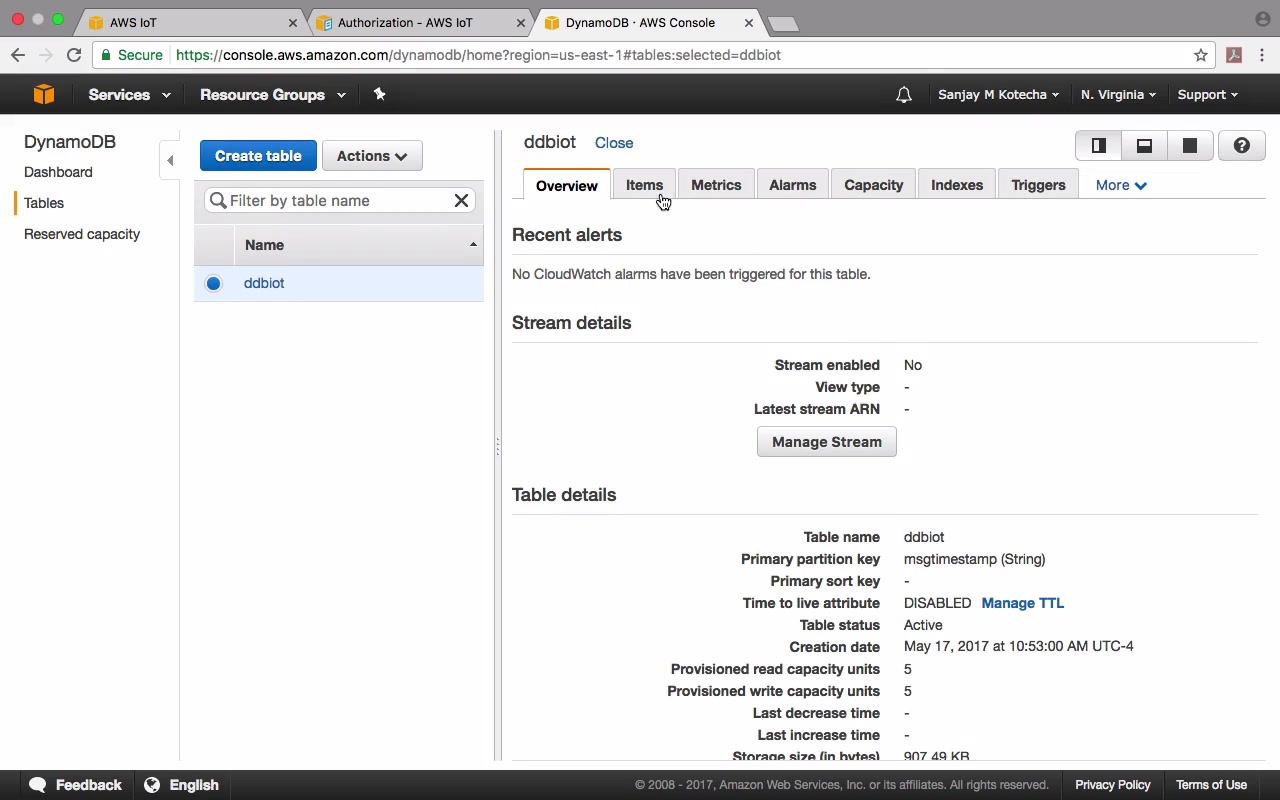 AWS IoT
Authorization - AWS IoT
DynamoDB · AWS Console
Secure
https://console.aws.amazon.com/dynamodb/home?region=us-east-1#tables:selected=ddbiot
Services
Resource Groups
Sanjay M Kotecha
N. Virginia
Support
DynamoDB
Dashboard
Tables
Reserved capacity
Create table
Actions
Filter by table name
Name
ddbiot
ddbiot
Close
Overview
Items
Metrics
Alarms
Capacity
Indexes
Triggers
More
Recent alerts
No CloudWatch alarms have been triggered for this table.
Stream details
Stream enabled No
View type -
Latest stream ARN -
Manage Stream
Table details
Table name ddbiot
Primary partition key msgtimestamp (String)
Primary sort key -
Time to live attribute DISABLED Manage TTL
Table status Active
Creation date May 17, 2017 at 10:53:00 AM UTC-4
Provisioned read capacity units 5
Provisioned write capacity units 5
Last decrease time -
Last increase time -
Storage size (in bytes) 907.49 KB
Feedback
English
© 2008 - 2017, Amazon Web Services, Inc. or its affiliates. All rights reserved.
Privacy Policy
Terms of Use